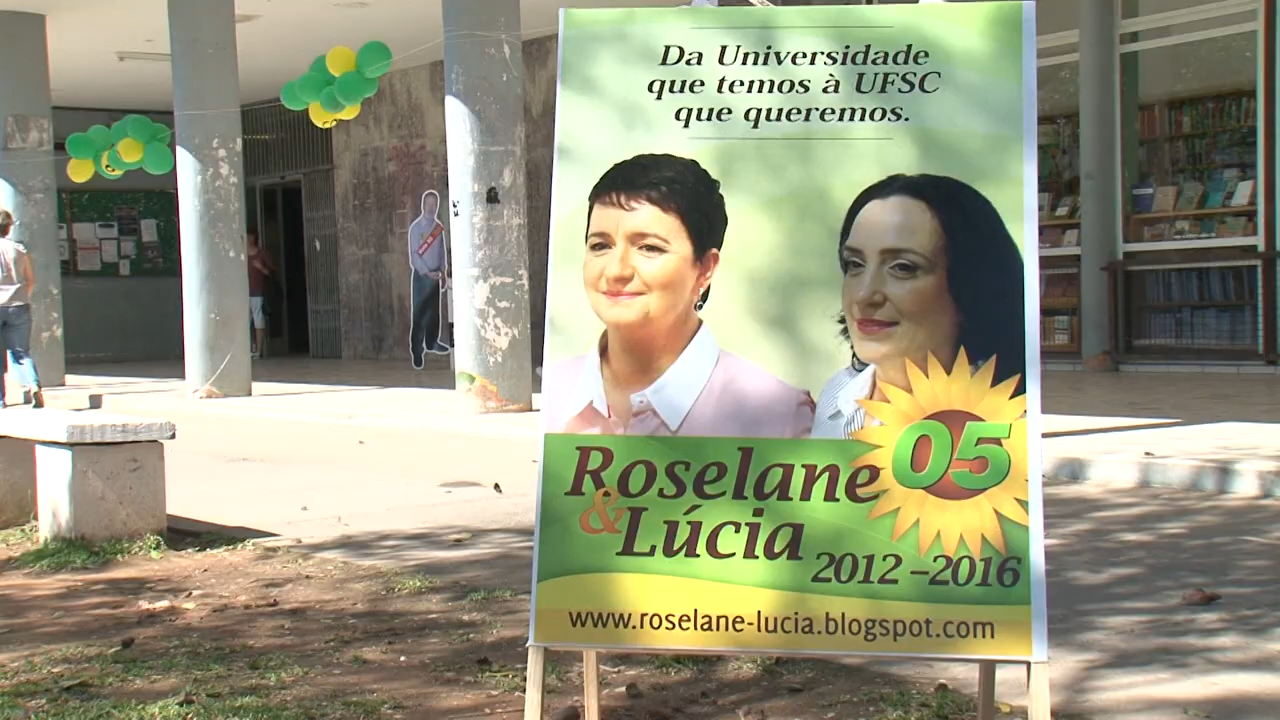 Da Universidade
que temos à UFSC
que queremos.
Roselane
& Lúcia
05
2012 – 2016
www.roselane-lucia.blogspot.com